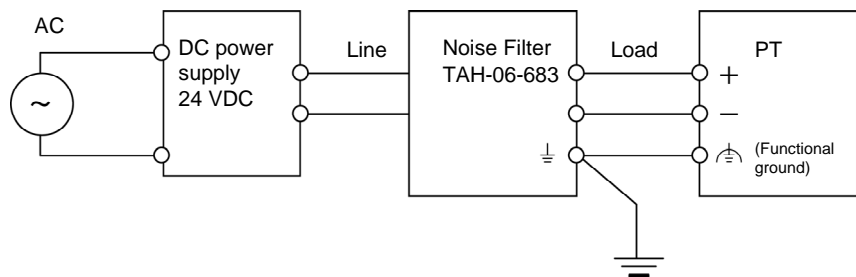 AC
DC power
supply
24 VDC
Line
Noise Filter
TAH-06-683
Load
PT
+
−
(Functional
ground)
~